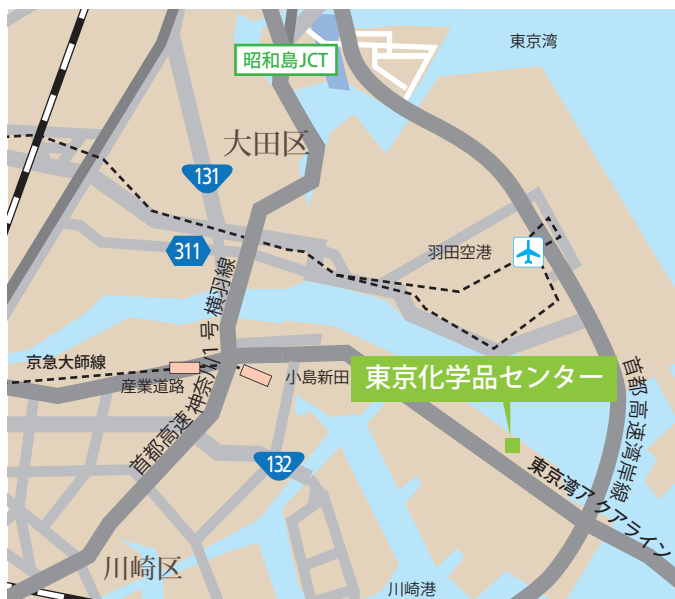 東京湾
昭和島JCT
大田区
131
311
羽田空港
首都高速神奈川1号 横羽線
京急大師線
産業道路
小島新田
東京化学品センター
首都高速湾岸線
132
東京湾アクアライン
川崎区
川崎港